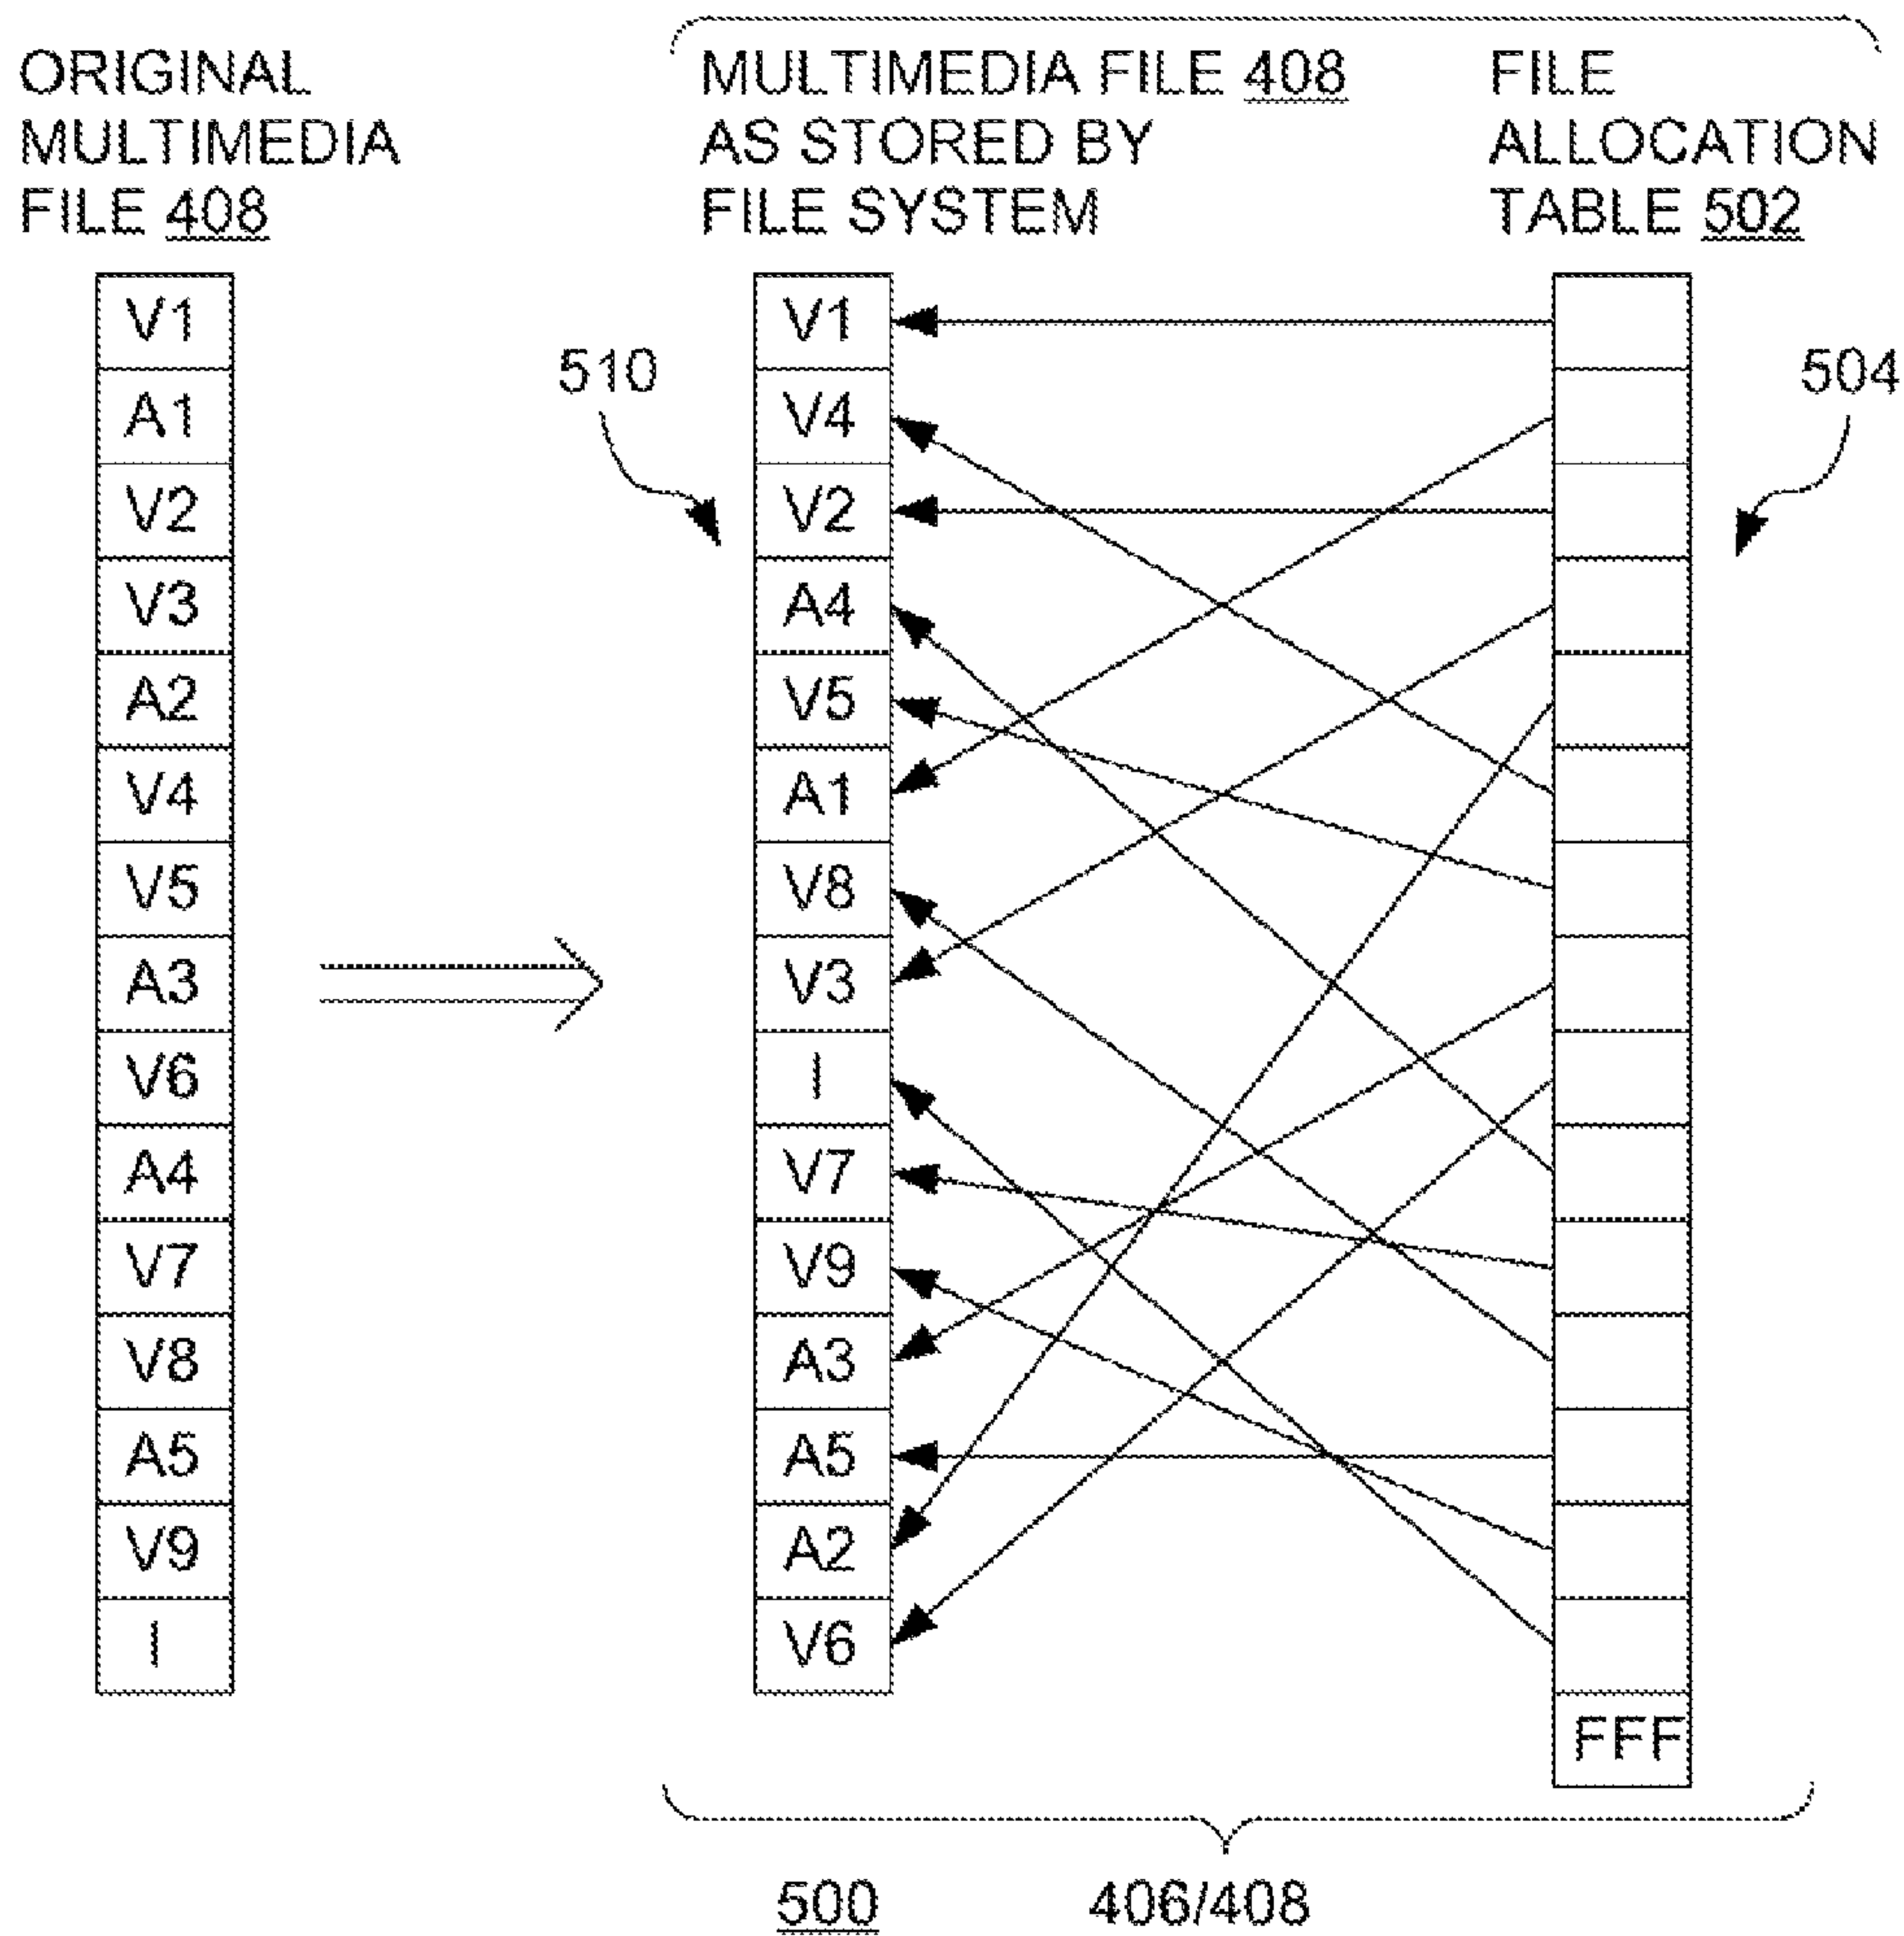 ORIGINAL
MULTIMEDIA
FILE 408
MULTIMEDIA FILE 408
AS STORED BY
FILE SYSTEM
FILE
ALLOCATION
TABLE 502
V1
A1
V2
V3
A2
V4
V5
A3
V6
A4
V7
V8
A5
V9
I
510
V1
V4
V2
A4
V5
A1
V8
V3
I
V7
V9
A3
A5
A2
V6
504
FFF
500
406/408